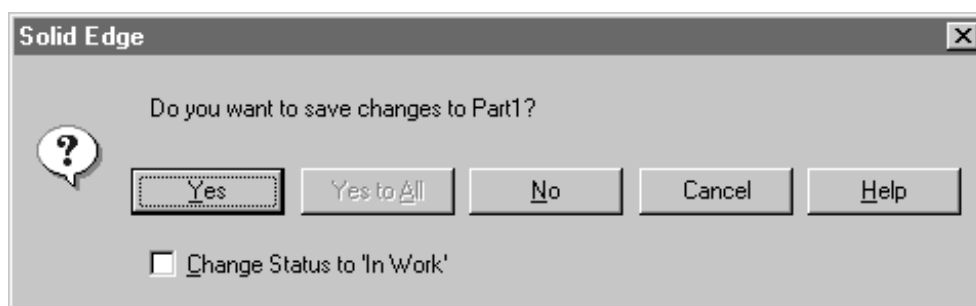 Solid Edge
Do you want to save changes to Part1?
Yes Yes to All No Cancel Help
Change Status to 'In Work'